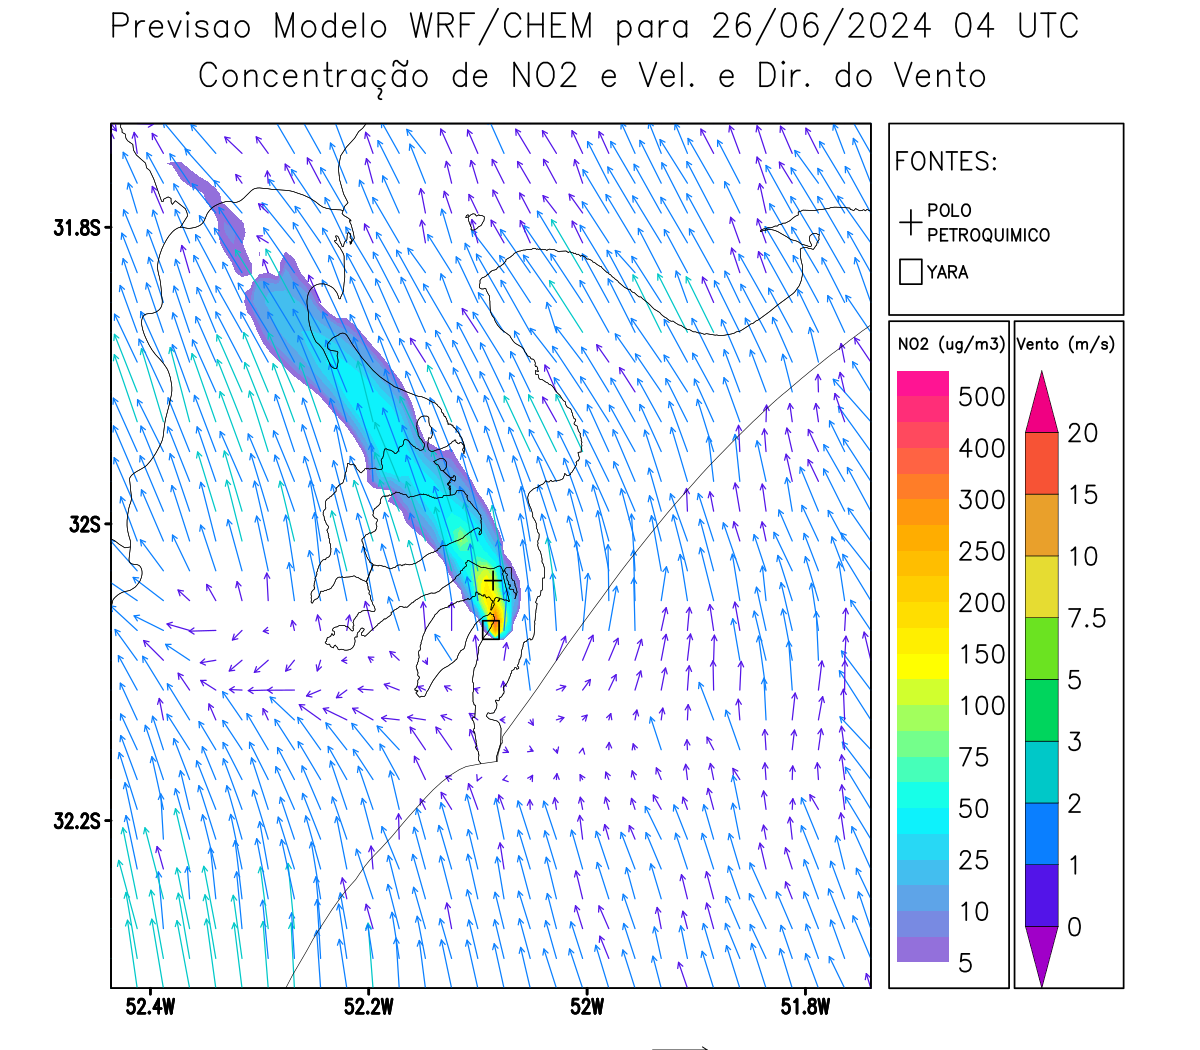 Previsao Modelo WRF/CHEM para 26/06/2024 04 UTC
Concentração de NO2 e Vel. e Dir. do Vento
FONTES:
POLO
PETROQUIMICO
YARA
31.8S
32S
32.2S
52.4W
52.2W
52W
51.8W
NO2 (ug/m3)
500
400
300
250
200
150
100
75
50
25
10
5
Vento (m/s)
20
15
10
7.5
5
3
2
1
0